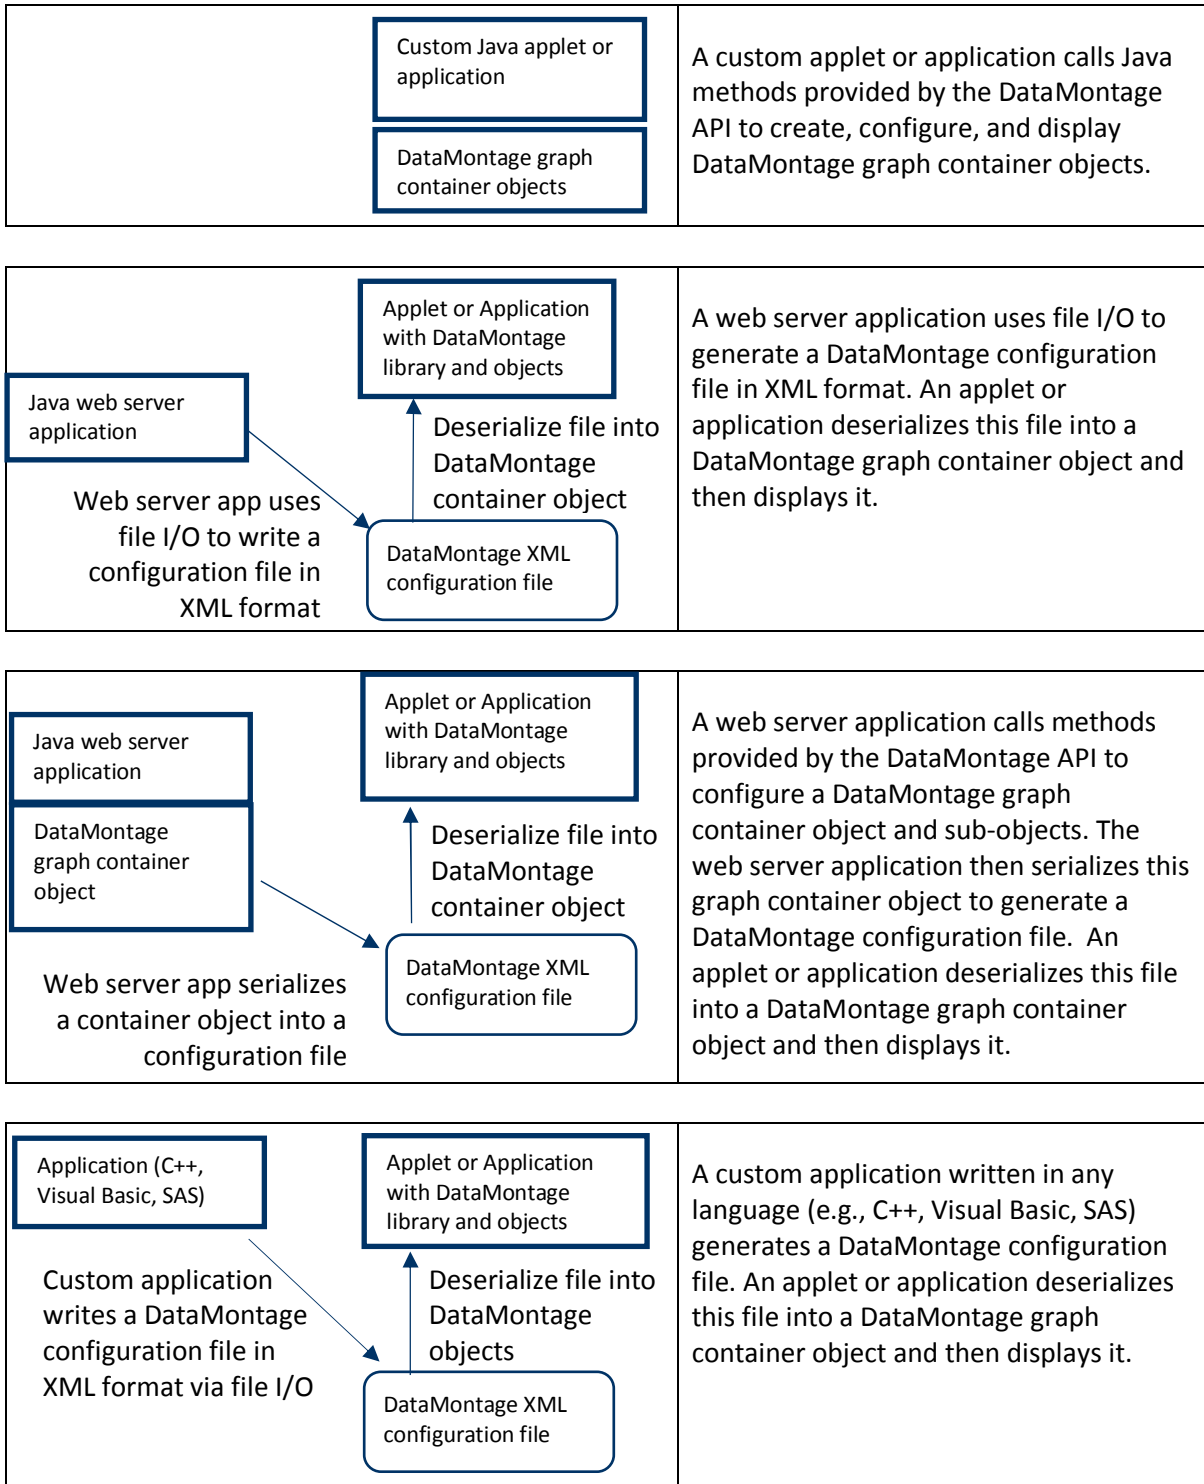 Custom Java applet or
application
DataMontage graph
container objects
A custom applet or application calls Java
methods provided by the DataMontage
API to create, configure, and display
DataMontage graph container objects.
Applet or Application
with DataMontage
library and objects
Java web server
application
Deserialize file into
DataMontage
container object
Web server app uses
file I/O to write a
configuration file in
XML format
DataMontage XML
configuration file
A web server application uses file I/O to
generate a DataMontage configuration
file in XML format. An applet or
application deserializes this file into a
DataMontage graph container object and
then displays it.
Applet or Application
with DataMontage
library and objects
Java web server
application
DataMontage
graph container
object
Deserialize file into
DataMontage
container object
DataMontage XML
configuration file
Web server app serializes
a container object into a
configuration file
A web server application calls methods
provided by the DataMontage API to
configure a DataMontage graph
container object and sub-objects. The
web server application then serializes this
graph container object to generate a
DataMontage configuration file.  An
applet or application deserializes this file
into a DataMontage graph container
object and then displays it.
Application (C++,
Visual Basic, SAS)
Applet or Application
with DataMontage
library and objects
Custom application
writes a DataMontage
configuration file in
XML format via file I/O
Deserialize file into
DataMontage
objects
DataMontage XML
configuration file
A custom application written in any
language (e.g., C++, Visual Basic, SAS)
generates a DataMontage configuration
file. An applet or application deserializes
this file into a DataMontage graph
container object and then displays it.